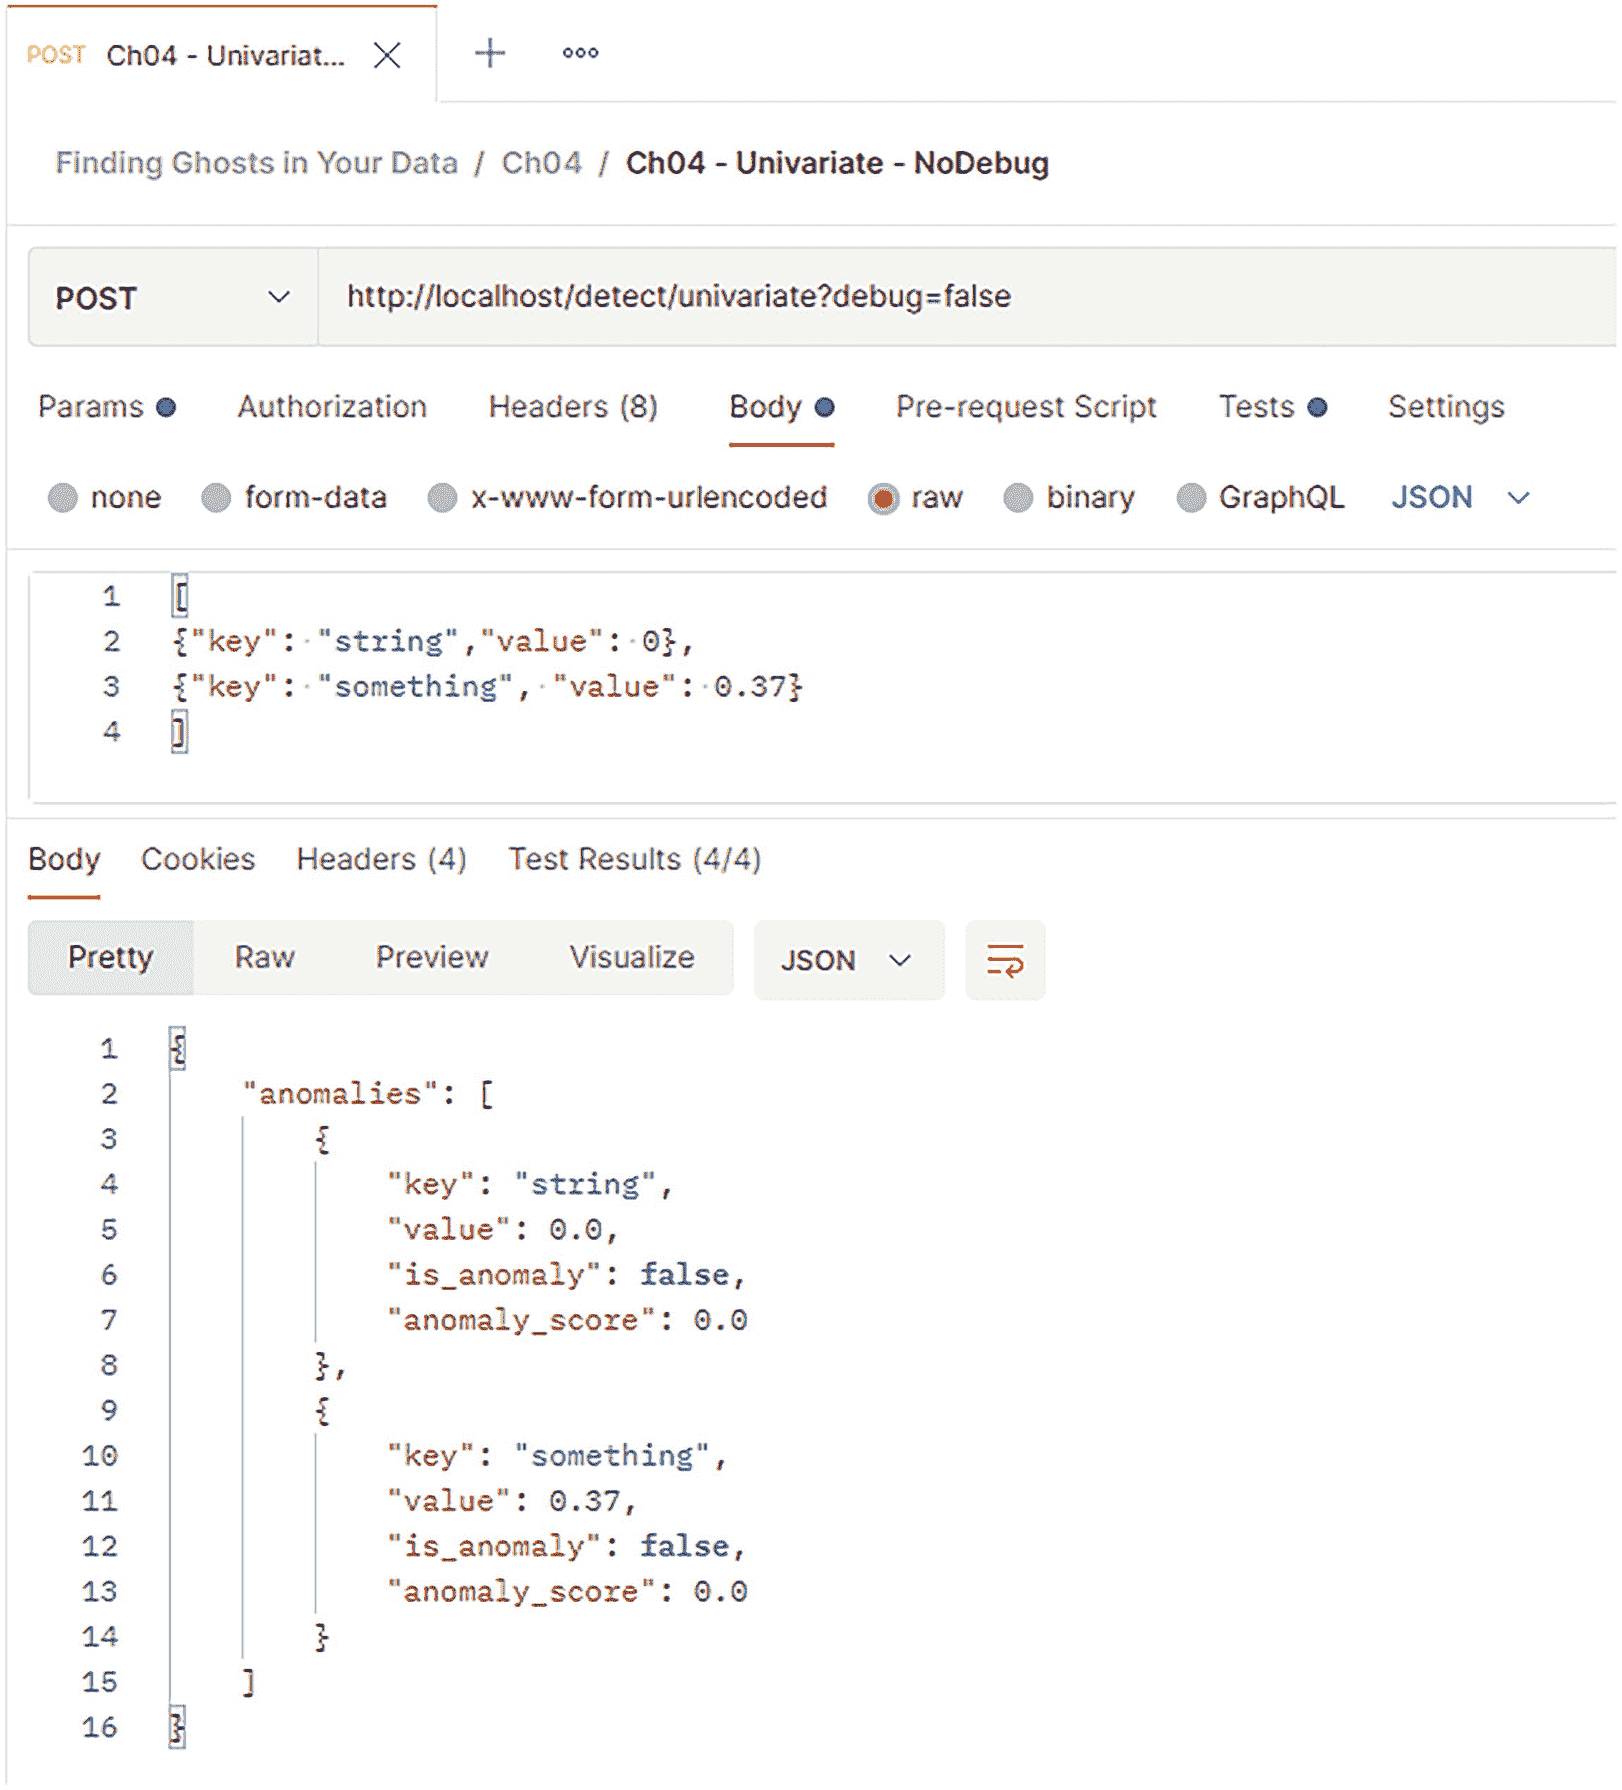 POST Ch04 - Univariat...
Finding Ghosts in Your Data / Ch04 / Ch04 - Univariate - NoDebug
POST http://localhost/detect/univariate?debug=false
Params Authorization Headers (8) Body Pre-request Script Tests Settings
none form-data x-www-form-urlencoded raw binary GraphQL JSON
1 [
2 {"key": "string","value": 0},
3 {"key": "something", "value": 0.37}
4 ]
Body Cookies Headers (4) Test Results (4/4)
Pretty Raw Preview Visualize JSON
1 {
2 "anomalies": [
3 {
4 "key": "string",
5 "value": 0.0,
6 "is_anomaly": false,
7 "anomaly_score": 0.0
8 },
9 {
10 "key": "something",
11 "value": 0.37,
12 "is_anomaly": false,
13 "anomaly_score": 0.0
14 }
15 ]
16 }